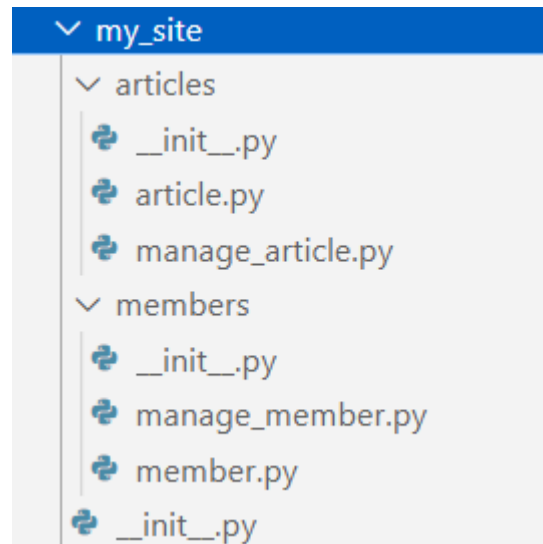 my_site
articles
__init__.py
article.py
manage_article.py
members
__init__.py
manage_member.py
member.py
__init__.py